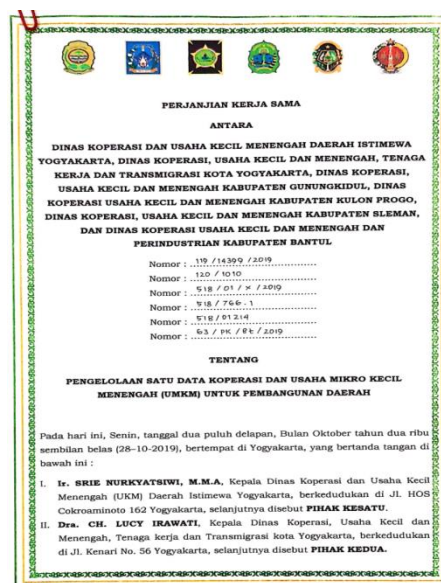 PERJANJIAN KERJA SAMA
ANTARA
DINAS KOPERASI DAN USAHA KECIL MENENGAH DAERAH ISTIMEWA
YOGYAKARTA, DINAS KOPERASI, USAHA KECIL DAN MENENGAH, TENAGA
KERJA DAN TRANSMIGRASI KOTA YOGYAKARTA, DINAS KOPERASI,
USAHA KECIL DAN MENENGAH KABUPATEN GUNUNGKIDUL, DINAS
KOPERASI USAHA KECIL DAN MENENGAH KABUPATEN KULON PROGO,
DINAS KOPERASI, USAHA KECIL DAN MENENGAH KABUPATEN SLEMAN,
DAN DINAS KOPERASI USAHA KECIL DAN MENENGAH DAN
PERINDUSTRIAN KABUPATEN BANTUL
Nomor : 119 /14399 /2019
Nomor : 120 / 1010
Nomor : 518 / 01 / X / 2019
Nomor : 518 / 766 . 1
Nomor : 518 / 01214
Nomor : 63 / PK / Bt / 2019
TENTANG
PENGELOLAAN SATU DATA KOPERASI DAN USAHA MIKRO KECIL
MENENGAH (UMKM) UNTUK PEMBANGUNAN DAERAH
Pada hari ini, Senin, tanggal dua puluh delapan, Bulan Oktober tahun dua ribu
sembilan belas (28-10-2019), bertempat di Yogyakarta, yang bertanda tangan di
bawah ini :
I. Ir. SRIE NURKYATSIWI, M.M.A, Kepala Dinas Koperasi dan Usaha Kecil
Menengah (UKM) Daerah Istimewa Yogyakarta, berkedudukan di Jl. HOS
Cokroaminoto 162 Yogyakarta, selanjutnya disebut PIHAK KESATU.
II. Dra. CH. LUCY IRAWATI, Kepala Dinas Koperasi, Usaha Kecil dan
Menengah, Tenaga kerja dan Transmigrasi kota Yogyakarta, berkedudukan
di Jl. Kenari No. 56 Yogyakarta, selanjutnya disebut PIHAK KEDUA.